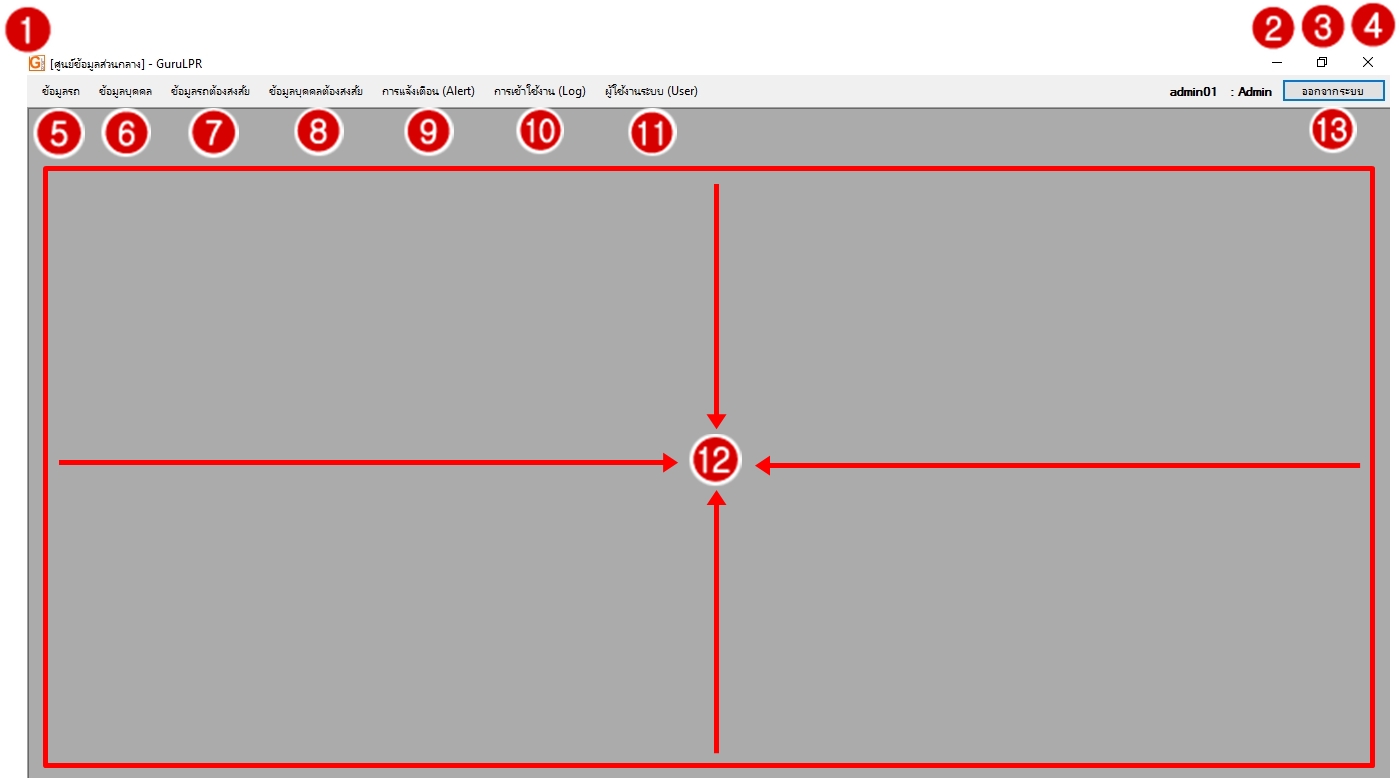 1 2 3 4
G [ศูนย์ข้อมูลส่วนกลาง] - GuruLPR
ข้อมูลรถ ข้อมูลบุคคล ข้อมูลรถต้องสงสัย ข้อมูลบุคคลต้องสงสัย การแจ้งเตือน (Alert) การเข้าใช้งาน (Log) ผู้ใช้งานระบบ (User) admin01 : Admin ออกจากระบบ
5 6 7 8 9 10 11 13
12